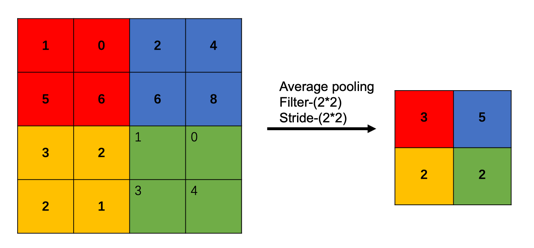 1 0 2 4
5 6 6 8
3 2 1 0
2 1 3 4
Average pooling
Filter-(2*2)
Stride-(2*2)
3 5
2 2